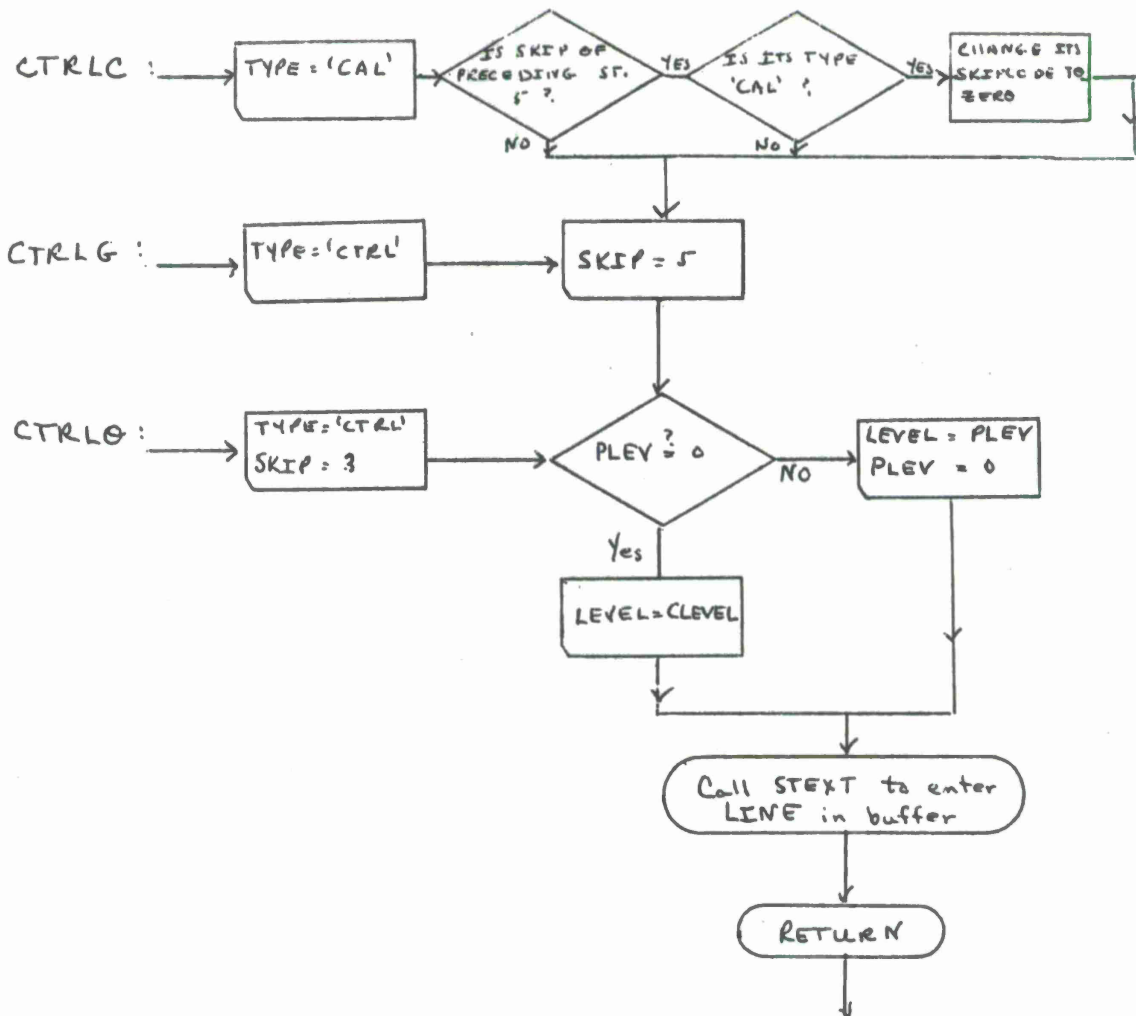 CTRLC :
TYPE = 'CAL'
IS SKIP OF
PRECEDING ST.
5 ?
YES
NO
IS ITS TYPE
'CAL' ?
YES
NO
CHANGE ITS
SKIPCODE TO
ZERO
CTRLG :
TYPE = 'CTRL'
SKIP = 5
CTRLO :
TYPE = 'CTRL'
SKIP = 3
PLEV ?= 0
NO
LEVEL = PLEV
PLEV = 0
Yes
LEVEL = CLEVEL
Call STEXT to enter
LINE in buffer
RETURN